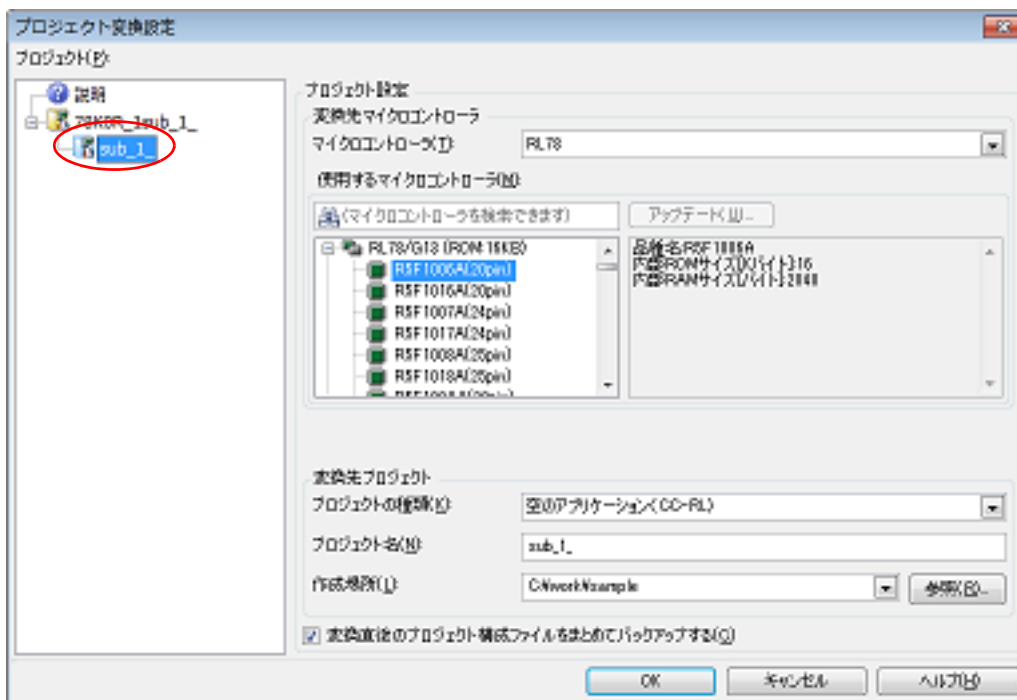 プロジェクト変換設定
プロジェクト(P):
説明
78K0R_1sub_1_
sub_1_
プロジェクト設定
変換先マイクロコントローラ
マイクロコントローラ(T):
RL78
使用するマイクロコントローラ(M):
(マイクロコントローラを検索できます)
アップデート(U)...
RL78/G13 (ROM:16KB)
R5F1006A(20pin)
R5F1016A(20pin)
R5F1007A(24pin)
R5F1017A(24pin)
R5F1008A(25pin)
R5F1018A(25pin)
品種名:R5F1006A
内蔵ROMサイズ[Kバイト]:16
内蔵RAMサイズ[バイト]:2048
変換先プロジェクト
プロジェクトの種類(K):
空のアプリケーション(CC-RL)
プロジェクト名(N):
sub_1_
作成場所(L):
C:¥work¥sample
参照(R)...
変換直後のプロジェクト構成ファイルをまとめてバックアップする(O)
OK
キャンセル
ヘルプ(H)